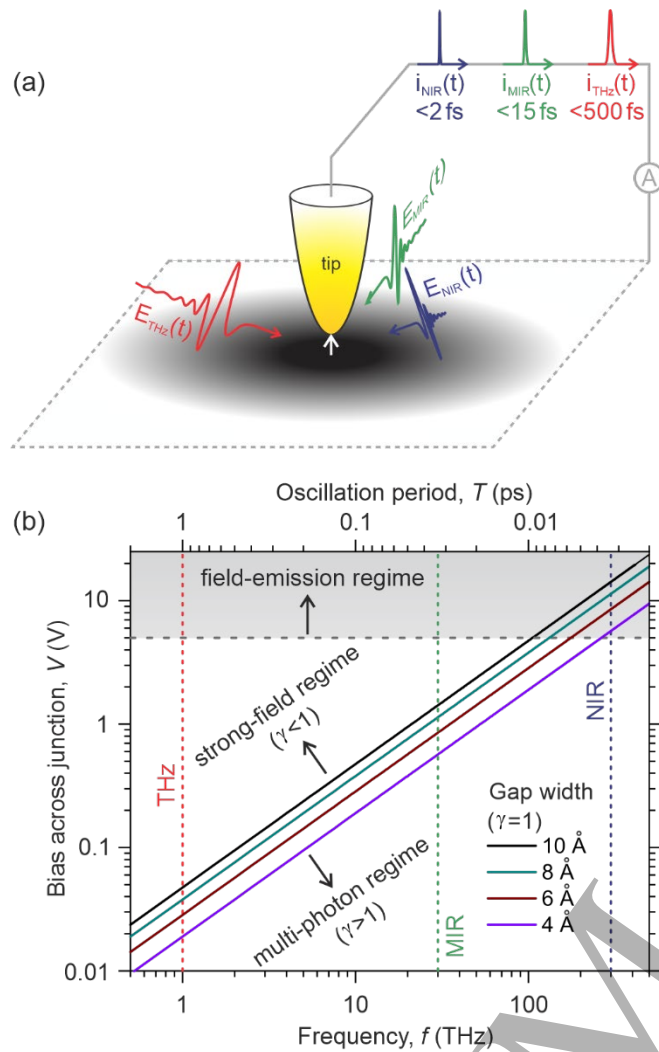 (a)
i_NIR(t) i_MIR(t) i_THz(t)
<2 fs <15 fs <500 fs
A
E_MIR(t)
tip
E_NIR(t)
E_THz(t)
(b)
Oscillation period, T (ps)
1 0.1 0.01
field-emission regime
10
strong-field regime
(γ<1)
NIR
1
THz
Gap width
(γ=1)
10 Å
8 Å
6 Å
4 Å
0.1
multi-photon regime
(γ>1)
MIR
0.01
Bias across junction, V (V)
1 10 100
Frequency, f (THz)